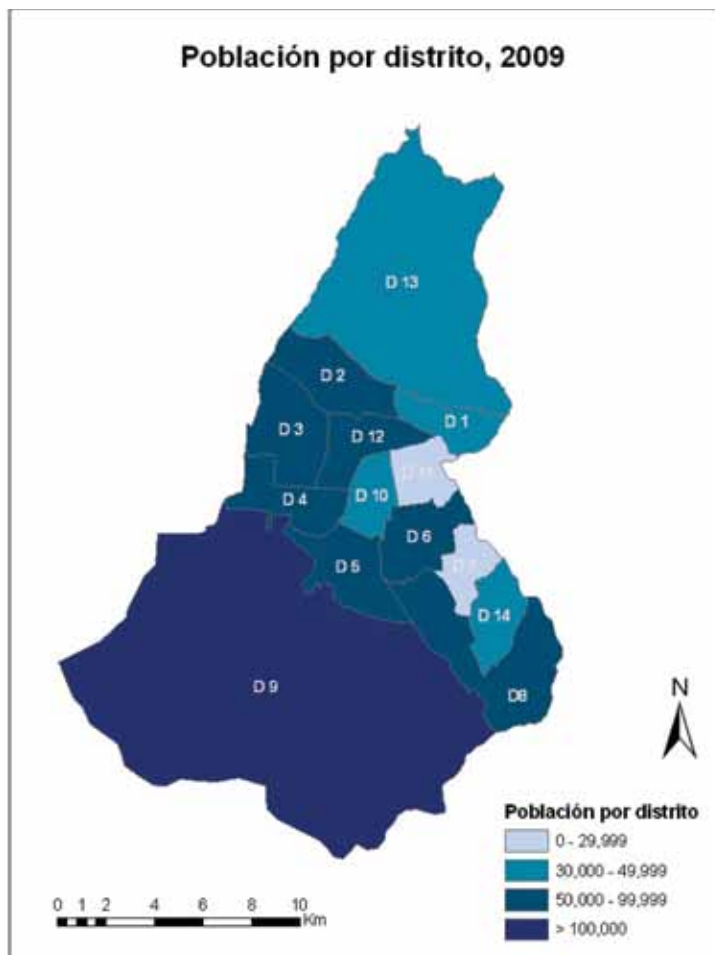 Población por distrito, 2009
D 13
D 2
D 1
D 3
D 12
D 11
D 4
D 10
D 6
D 5
D 7
D 14
D 9
D8
N
Población por distrito
0 - 29,999
30,000 - 49,999
50,000 - 99,999
> 100,000
0 1 2 4 6 8 10
Km